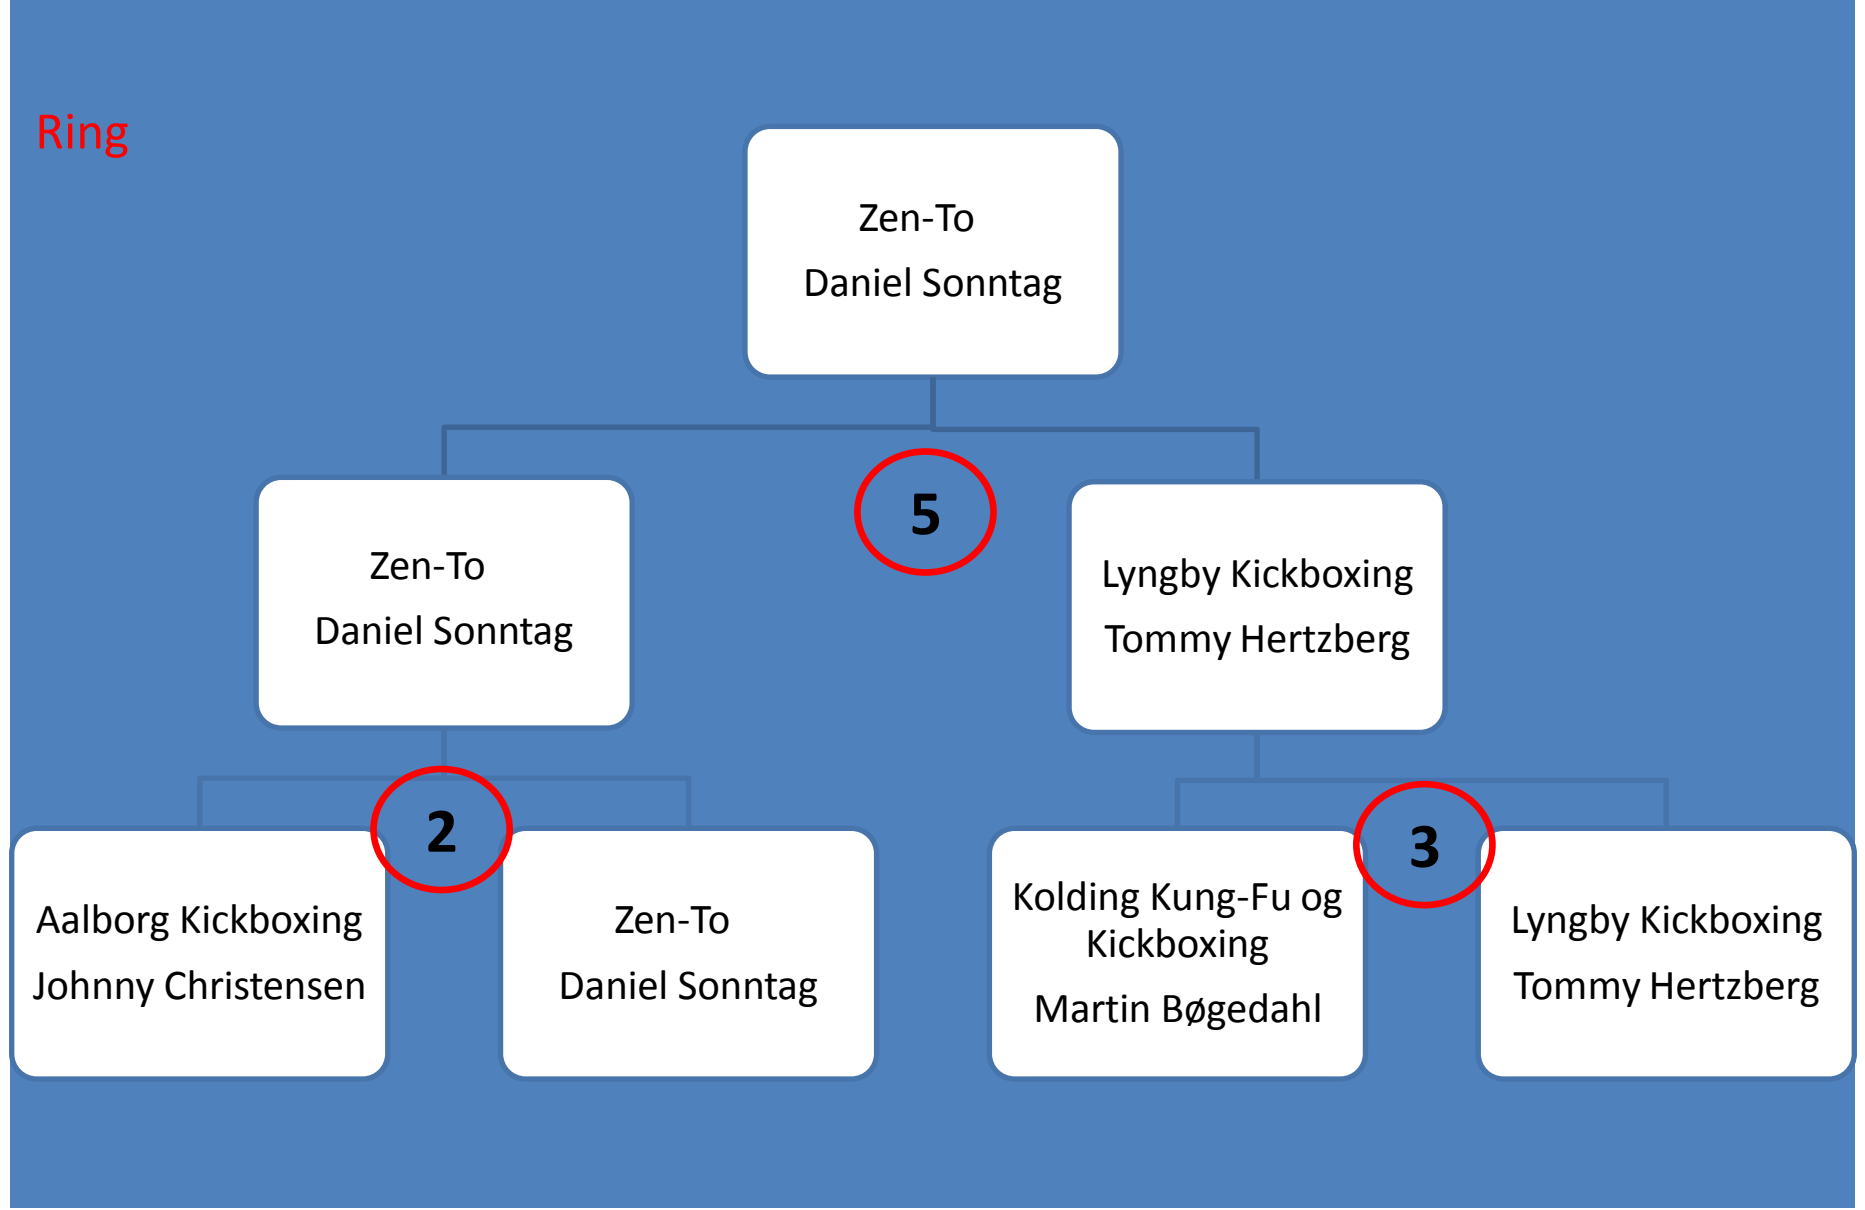 Ring
Zen-To
Daniel Sonntag
5
Zen-To
Daniel Sonntag
Lyngby Kickboxing
Tommy Hertzberg
2
3
Aalborg Kickboxing
Johnny Christensen
Zen-To
Daniel Sonntag
Kolding Kung-Fu og
Kickboxing
Martin Bøgedahl
Lyngby Kickboxing
Tommy Hertzberg